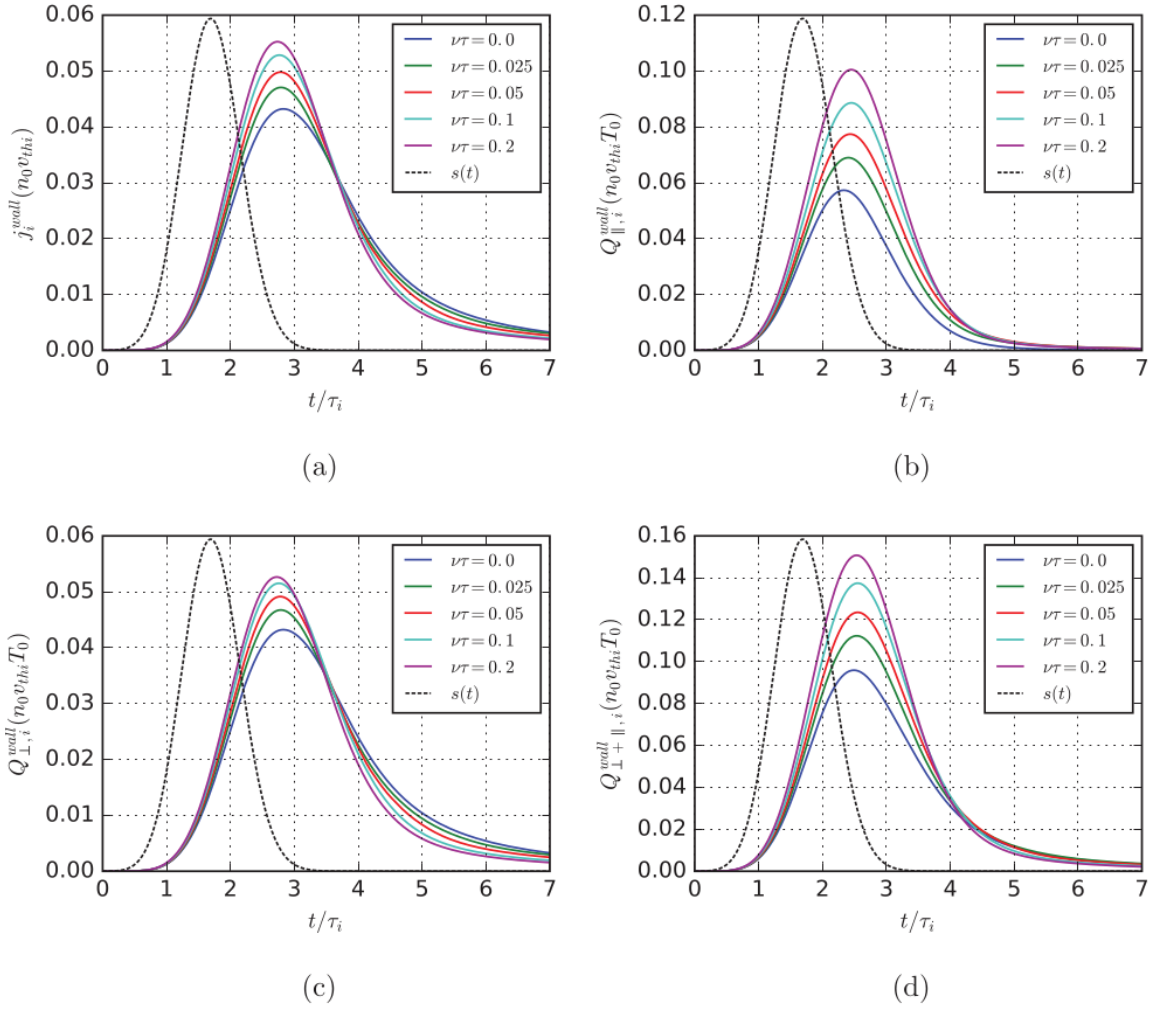 0.06
0.05
0.04
0.03
0.02
0.01
0.00
j_i^{wall}(n_0 v_{thi})
0 1 2 3 4 5 6 7
t/τ_i
ντ = 0.0
ντ = 0.025
ντ = 0.05
ντ = 0.1
ντ = 0.2
s(t)
(a)
0.12
0.10
0.08
0.06
0.04
0.02
0.00
Q_{∥,i}^{wall}(n_0 v_{thi} T_0)
0 1 2 3 4 5 6 7
t/τ_i
ντ = 0.0
ντ = 0.025
ντ = 0.05
ντ = 0.1
ντ = 0.2
s(t)
(b)
0.06
0.05
0.04
0.03
0.02
0.01
0.00
Q_{⊥,i}^{wall}(n_0 v_{thi} T_0)
0 1 2 3 4 5 6 7
t/τ_i
ντ = 0.0
ντ = 0.025
ντ = 0.05
ντ = 0.1
ντ = 0.2
s(t)
(c)
0.16
0.14
0.12
0.10
0.08
0.06
0.04
0.02
0.00
Q_{⊥+∥,i}^{wall}(n_0 v_{thi} T_0)
0 1 2 3 4 5 6 7
t/τ_i
ντ = 0.0
ντ = 0.025
ντ = 0.05
ντ = 0.1
ντ = 0.2
s(t)
(d)